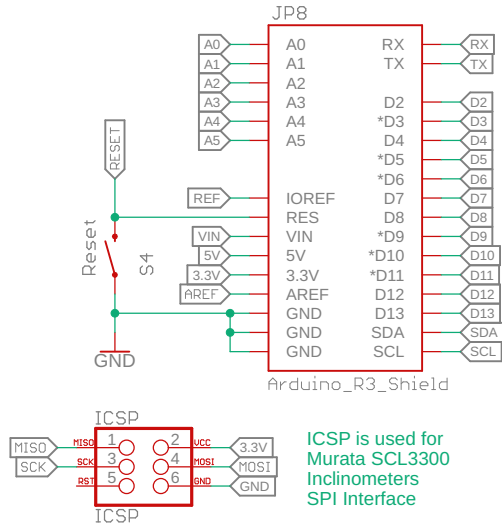 JP8
A0 A0 RX RX
A1 A1 TX TX
A2 A2
A3 A3 D2 D2
A4 A4 *D3 D3
A5 A5 D4 D4
*D5 D5
*D6 D6
REF IOREF D7 D7
RESET RES D8 D8
VIN VIN *D9 D9
5V 5V *D10 D10
3.3V 3.3V *D11 D11
AREF AREF D12 D12
GND D13 D13
GND SDA SDA
GND SCL SCL
Reset
S4
GND
Arduino_R3_Shield
ICSP
MISO MISO 1 2 VCC 3.3V
SCK SCK 3 4 MOSI MOSI
RST 5 6 GND GND
ICSP
ICSP is used for
Murata SCL3300
Inclinometers
SPI Interface